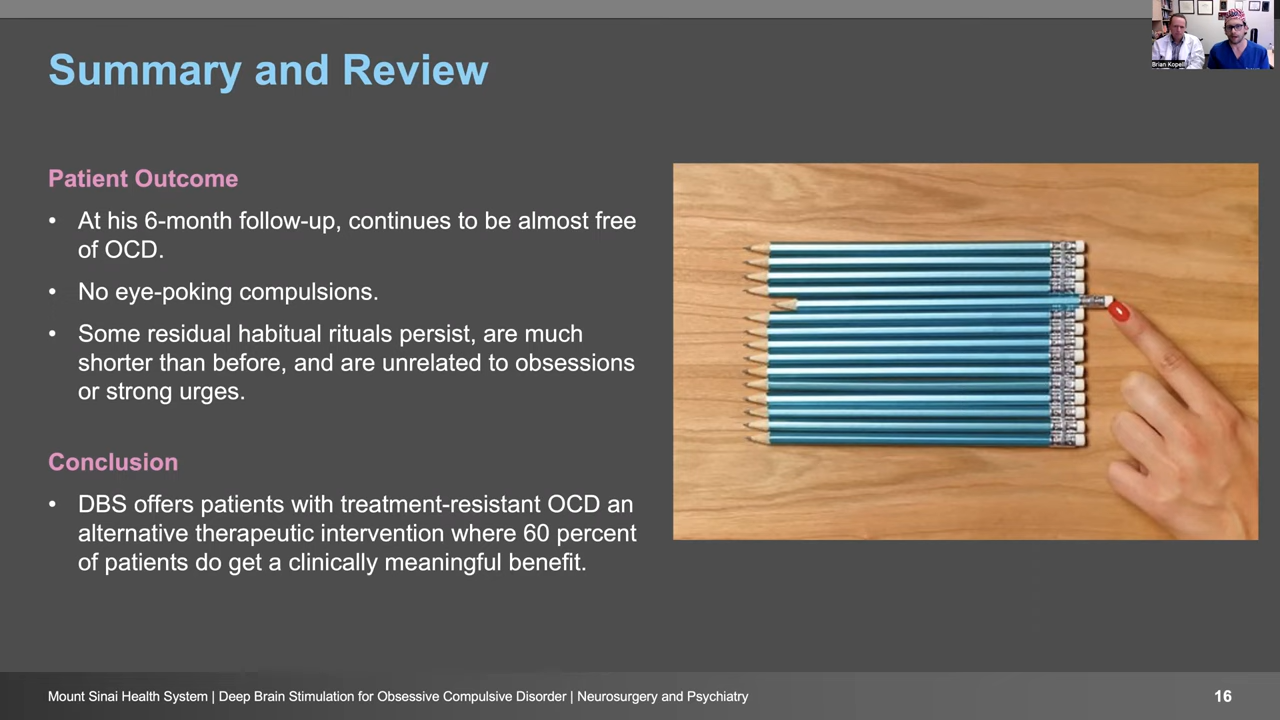 Brian Kopell
Summary and Review
Patient Outcome
• At his 6-month follow-up, continues to be almost free
of OCD.
• No eye-poking compulsions.
• Some residual habitual rituals persist, are much
shorter than before, and are unrelated to obsessions
or strong urges.
Conclusion
• DBS offers patients with treatment-resistant OCD an
alternative therapeutic intervention where 60 percent
of patients do get a clinically meaningful benefit.
Mount Sinai Health System | Deep Brain Stimulation for Obsessive Compulsive Disorder | Neurosurgery and Psychiatry
16